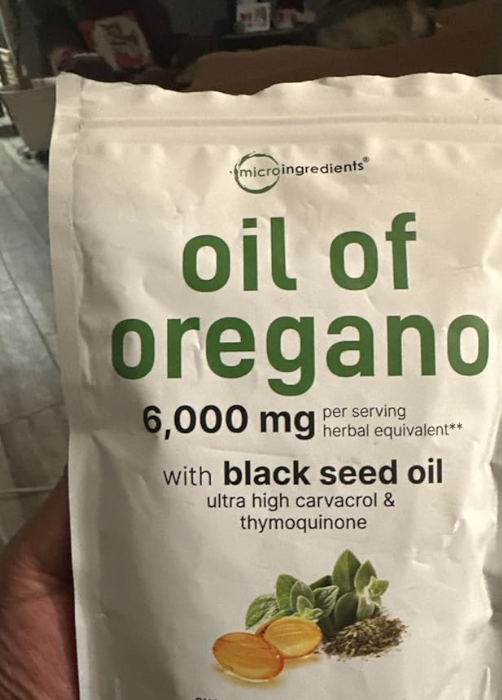 microingredients®
oil of
oregano
6,000 mg per serving
herbal equivalent**
with black seed oil
ultra high carvacrol &
thymoquinone